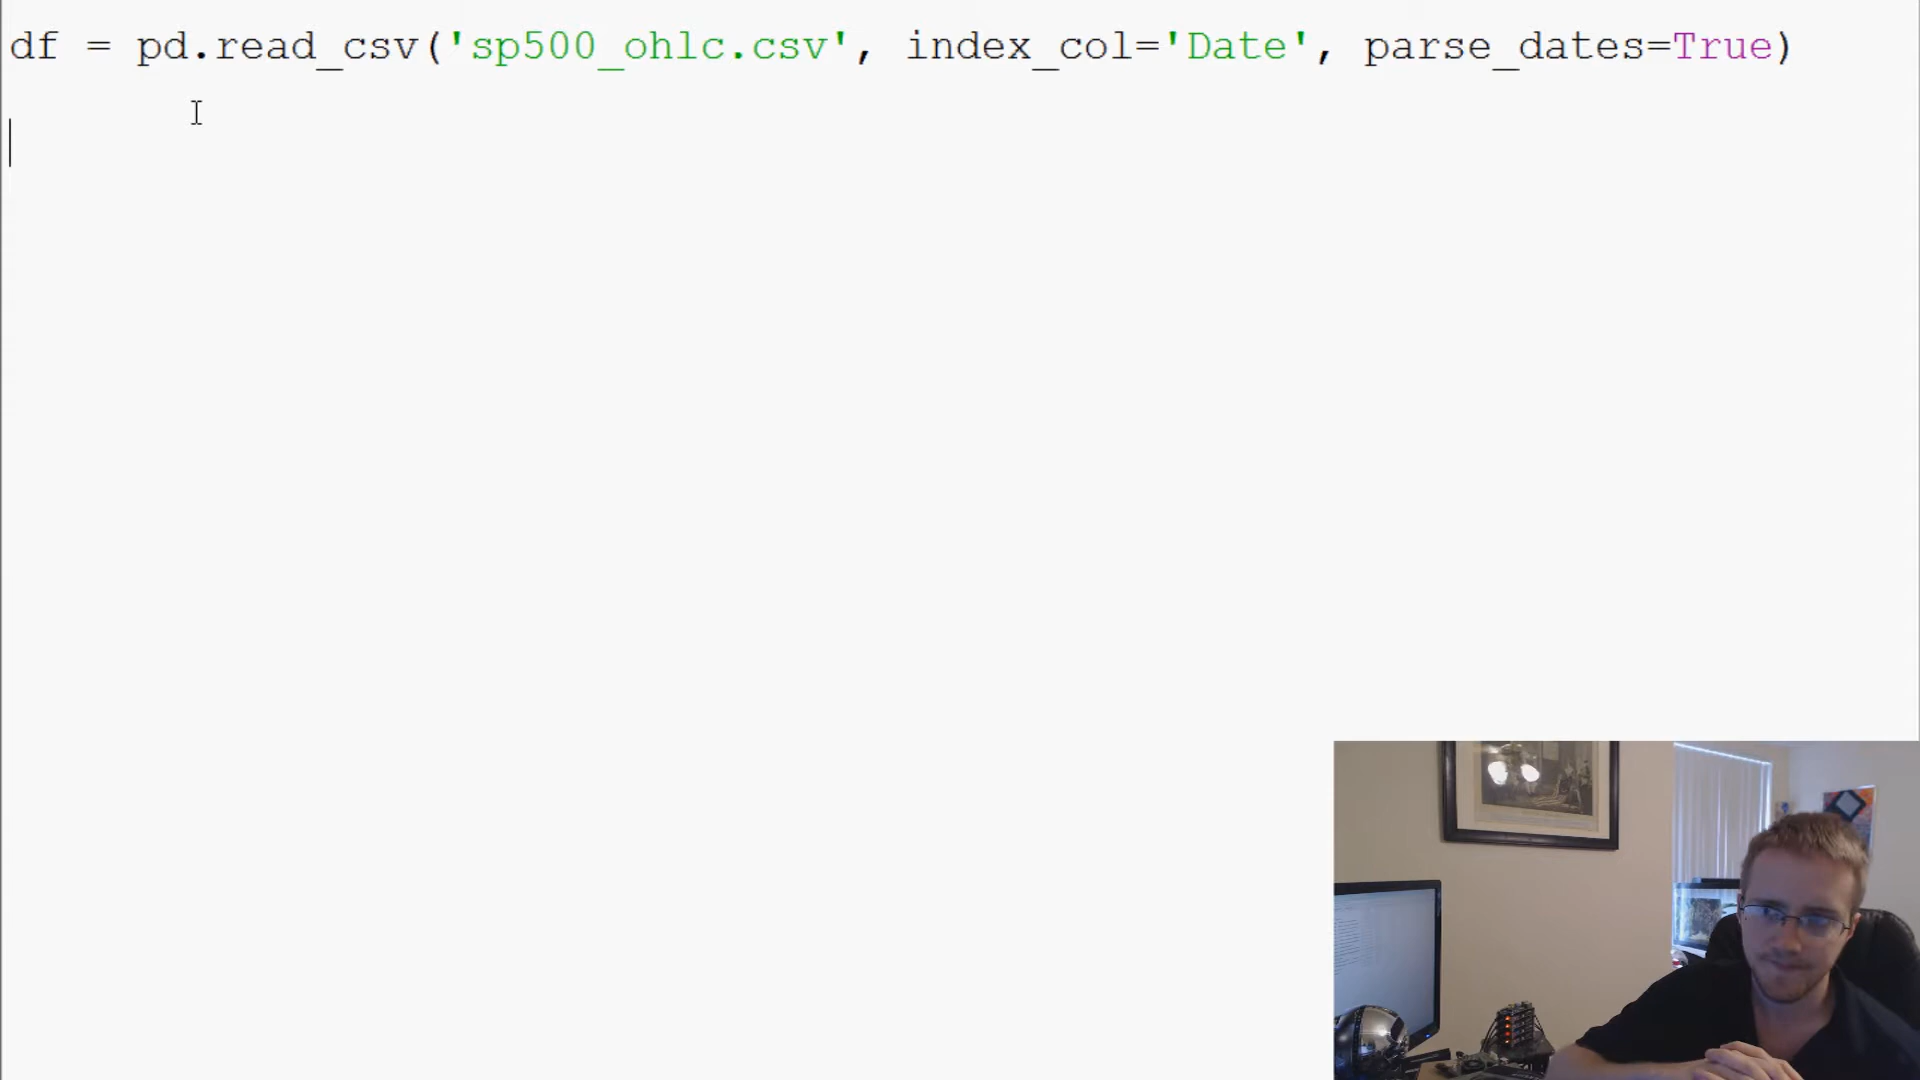 df = pd.read_csv('sp500_ohlc.csv', index_col='Date', parse_dates=True)